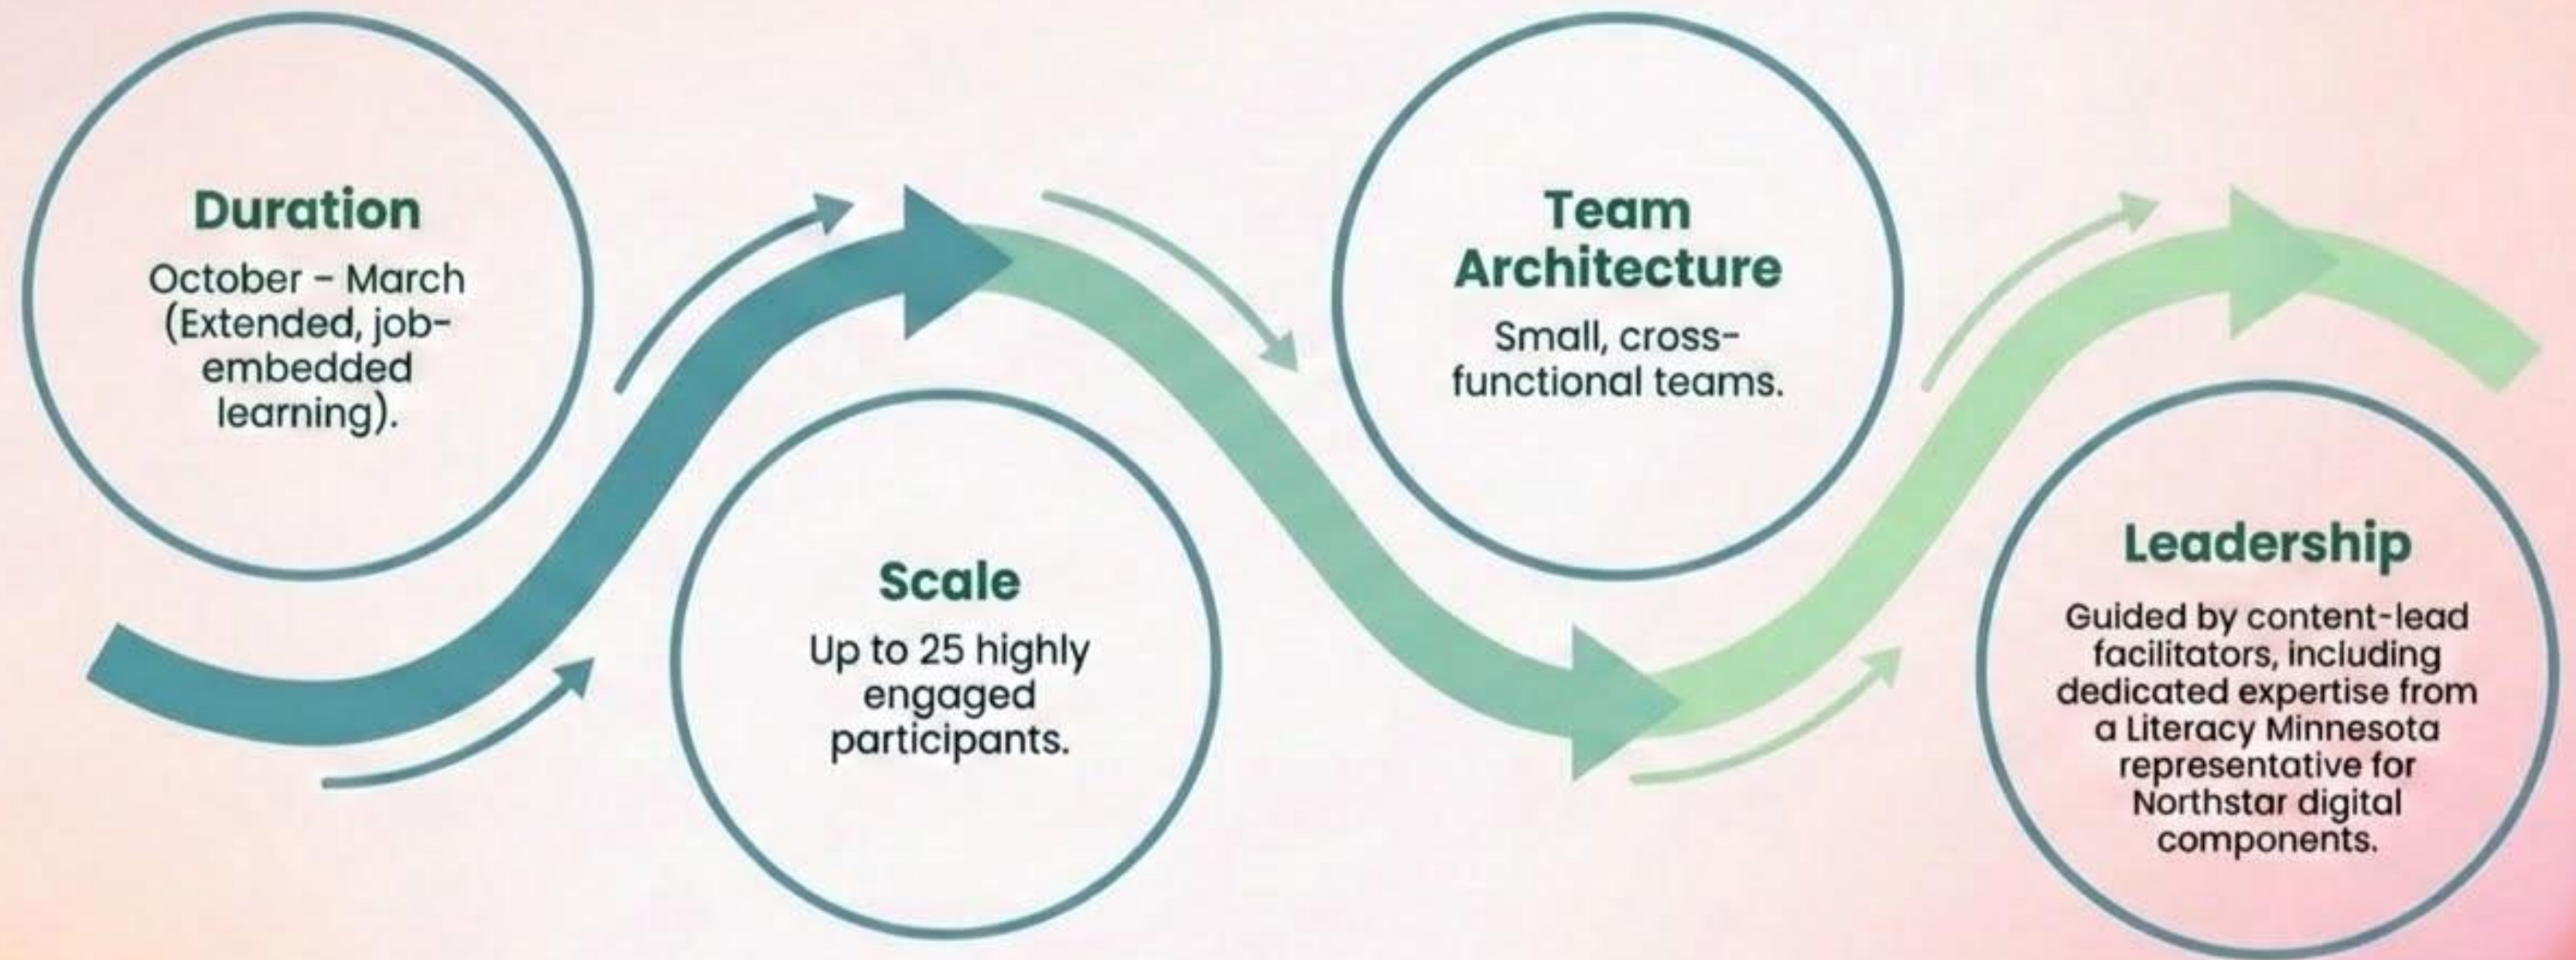 Duration
October – March
(Extended, job-
embedded
learning).
Scale
Up to 25 highly
engaged
participants.
Team
Architecture
Small, cross-
functional teams.
Leadership
Guided by content-lead
facilitators, including
dedicated expertise from
a Literacy Minnesota
representative for
Northstar digital
components.